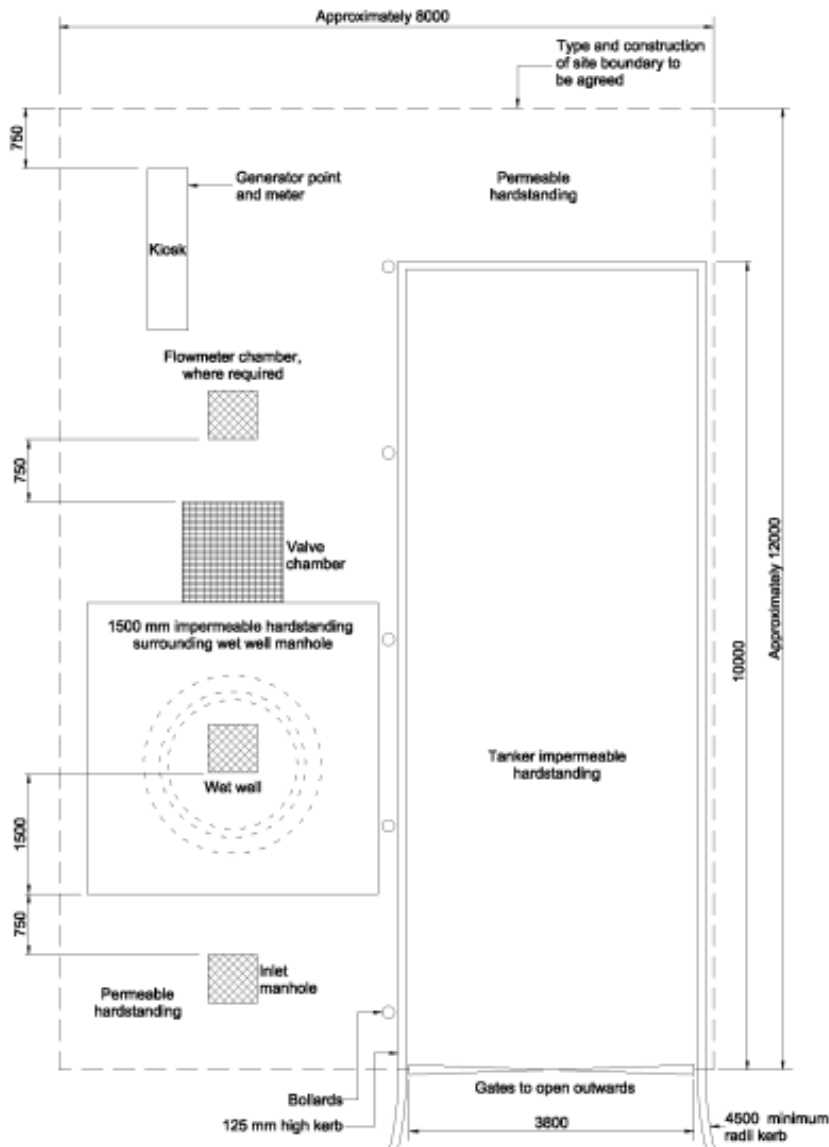 Approximately 8000
Type and construction
of site boundary to
be agreed
750
Generator point
and meter
Permeable
hardstanding
Kiosk
Flowmeter chamber,
where required
750
Valve
chamber
Approximately 12000
10000
1500 mm impermeable hardstanding
surrounding wet well manhole
Wet well
Tanker impermeable
hardstanding
1500
750
Inlet
manhole
Permeable
hardstanding
Bollards
Gates to open outwards
125 mm high kerb
3800
4500 minimum
radii kerb